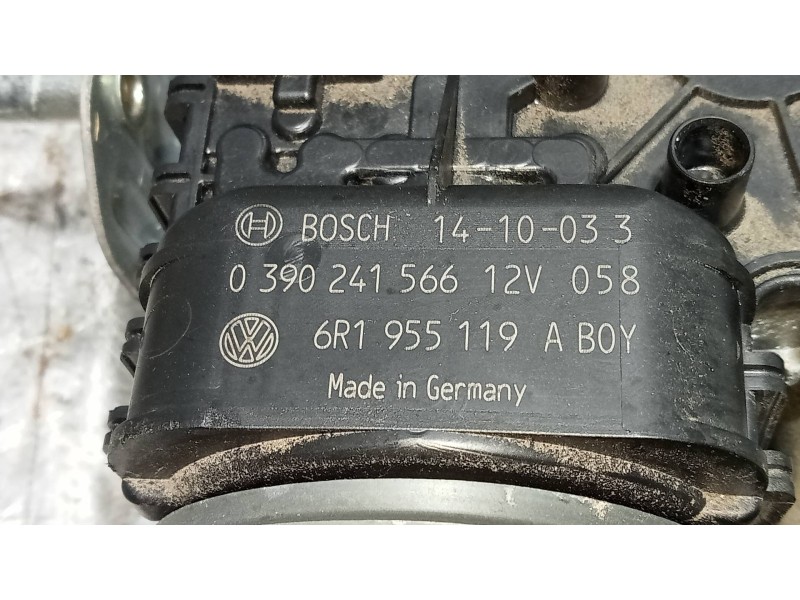 BOSCH 14-10-03 3
0 390 241 566 12V 058
6R1 955 119 A BOY
Made in Germany